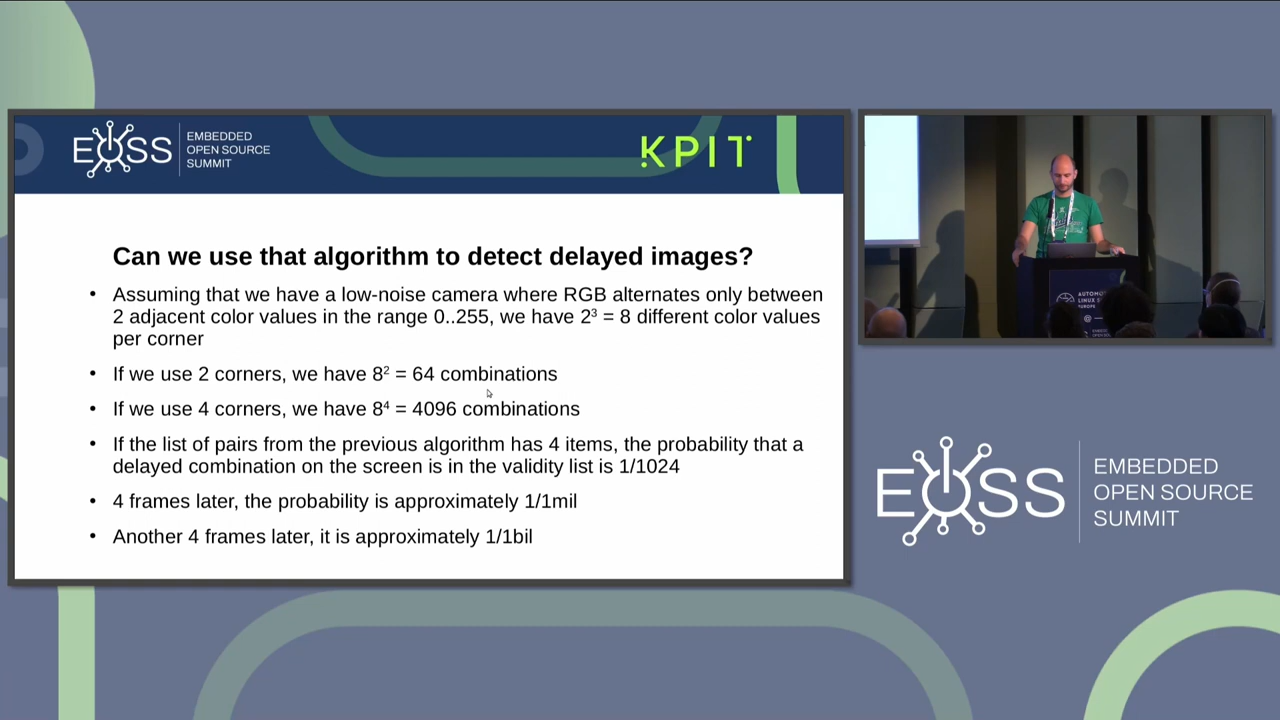 EOSS
EMBEDDED
OPEN SOURCE
SUMMIT
KPIT
Can we use that algorithm to detect delayed images?
• Assuming that we have a low-noise camera where RGB alternates only between
2 adjacent color values in the range 0..255, we have 2³ = 8 different color values
per corner
• If we use 2 corners, we have 8² = 64 combinations
• If we use 4 corners, we have 8⁴ = 4096 combinations
• If the list of pairs from the previous algorithm has 4 items, the probability that a
delayed combination on the screen is in the validity list is 1/1024
• 4 frames later, the probability is approximately 1/1mil
• Another 4 frames later, it is approximately 1/1bil
LINUX
EUROPE
EOSS
EMBEDDED
OPEN SOURCE
SUMMIT